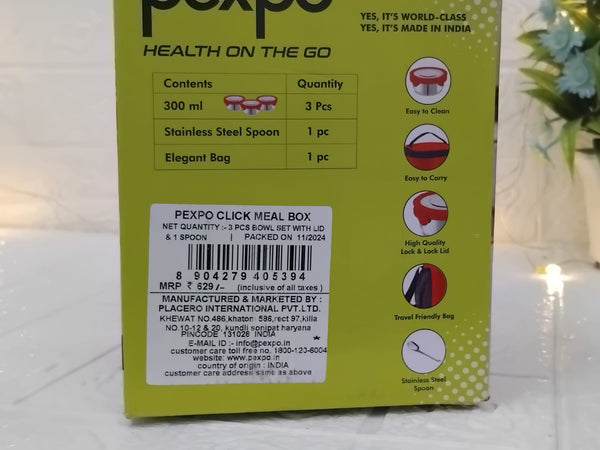 pexpo
YES, IT'S WORLD-CLASS
YES, IT'S MADE IN INDIA
HEALTH ON THE GO
Contents Quantity
300 ml 3 Pcs
Stainless Steel Spoon 1 pc
Elegant Bag 1 pc
Easy to Clean
Easy to Carry
High Quality
Lock & Lock Lid
Travel Friendly Bag
Stainless Steel
Spoon
PEXPO CLICK MEAL BOX
NET QUANTITY :- 3 PCS BOWL SET WITH LID
& 1 SPOON | PACKED ON 11/2024
8 904279 405394
MRP ₹ 629/- (inclusive of all taxes)
MANUFACTURED & MARKETED BY :
PLACERO INTERNATIONAL PVT.LTD.
KHEWAT NO.486,khaton 586,rect 97,killa
NO.10-12 & 20, kundli sonipat haryana
PINCODE 131028 INDIA
E-MAIL ID :- info@pexpo.in
customer care toll free no. 1800-123-6004
website: www.pexpo.in
country of origin : INDIA
customer care address same as above